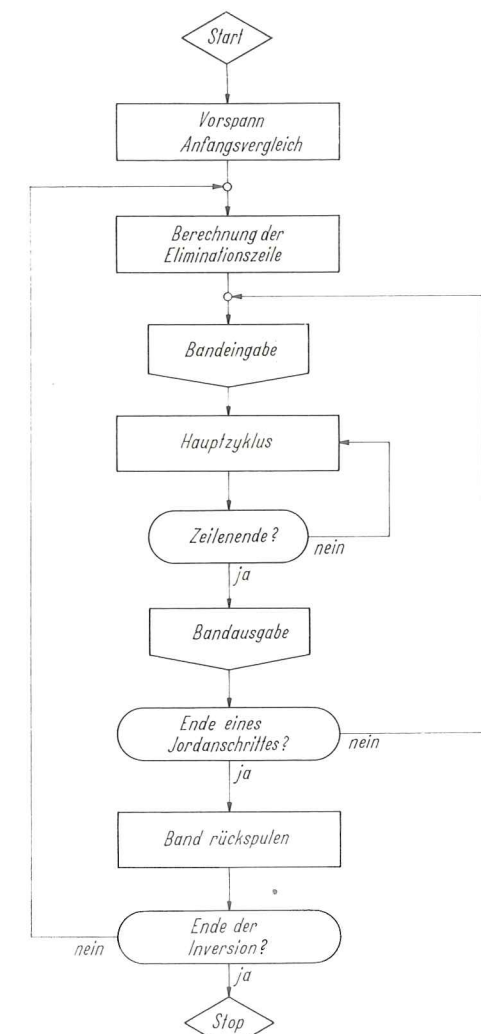 Start
Vorspann
Anfangsvergleich
Berechnung der
Eliminationszeile
Bandeingabe
Hauptzyklus
Zeilenende?
nein
ja
Bandausgabe
Ende eines
Jordanschrittes?
nein
ja
Band rückspulen
Ende der
Inversion?
nein
ja
Stop